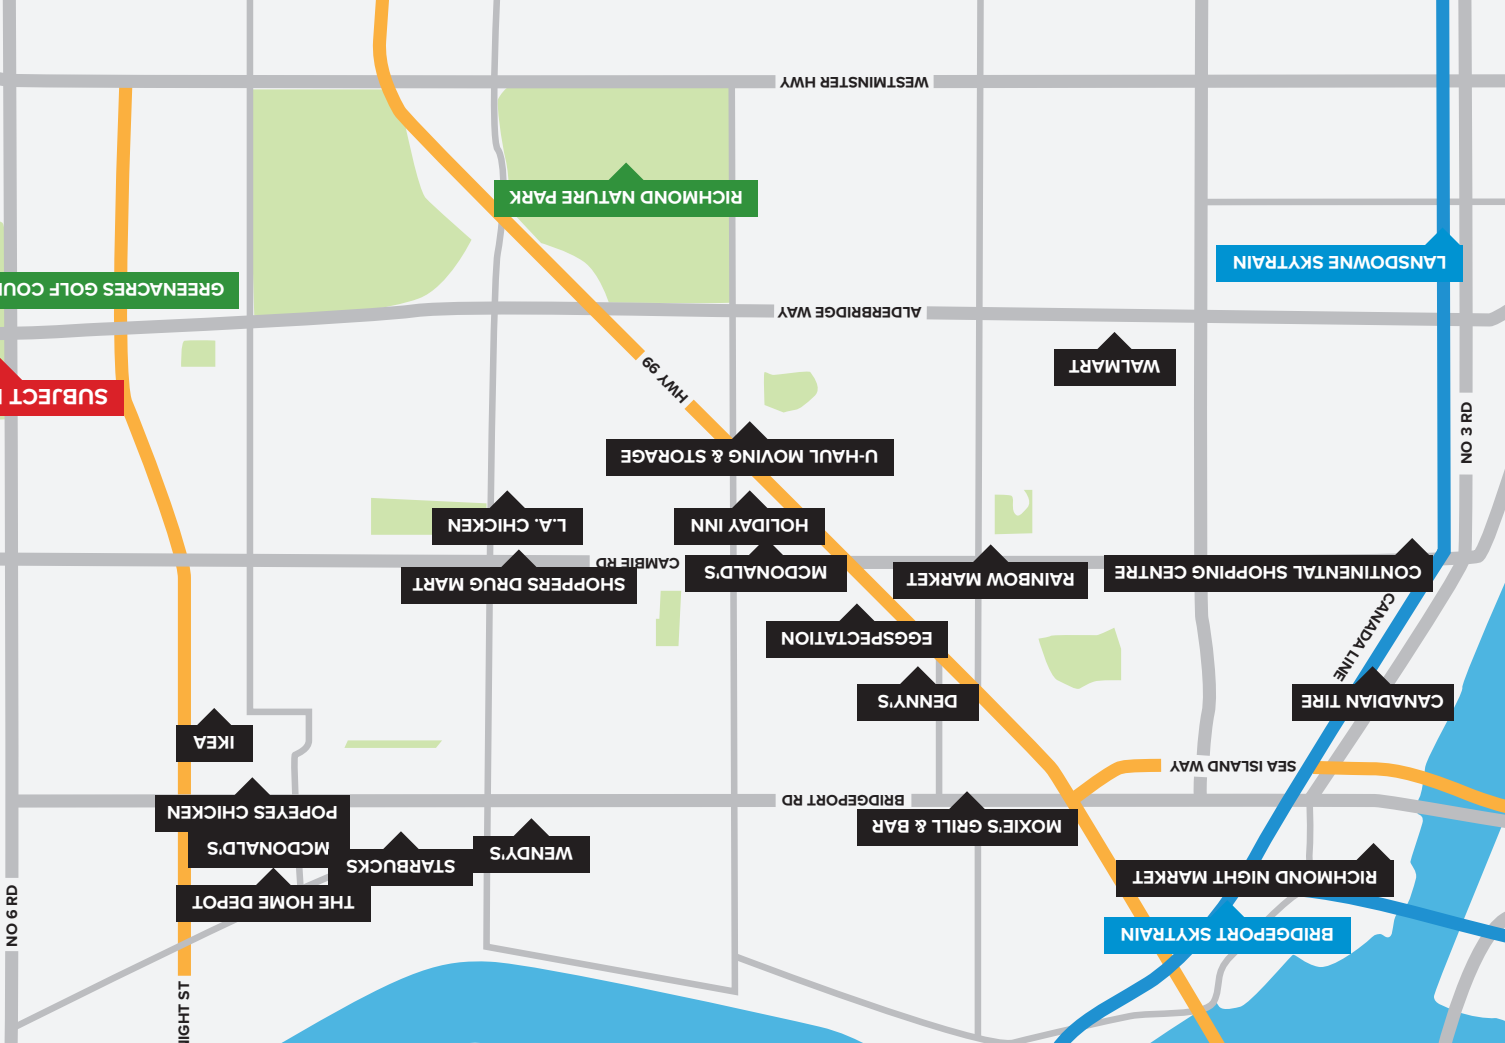 BRIDGEPORT SKYTRAIN
RICHMOND NIGHT MARKET
IGHT ST
NO 6 RD
THE HOME DEPOT
STARBUCKS
WENDY'S
MCDONALD'S
MOXIE'S GRILL & BAR
POPEYES CHICKEN
BRIDGEPORT RD
SEA ISLAND WAY
IKEA
CANADIAN TIRE
DENNY'S
CANADA LINE
EGGSPECTATION
RAINBOW MARKET
SHOPPERS DRUG MART
CONTINENTAL SHOPPING CENTRE
MCDONALD'S
CAMBIE RD
HOLIDAY INN
L.A. CHICKEN
U-HAUL MOVING & STORAGE
NO 3 RD
SUBJECT
HWY 99
WALMART
ALDERBRIDGE WAY
GREENACRES GOLF COU
LANSDOWNE SKYTRAIN
RICHMOND NATURE PARK
WESTMINSTER HWY